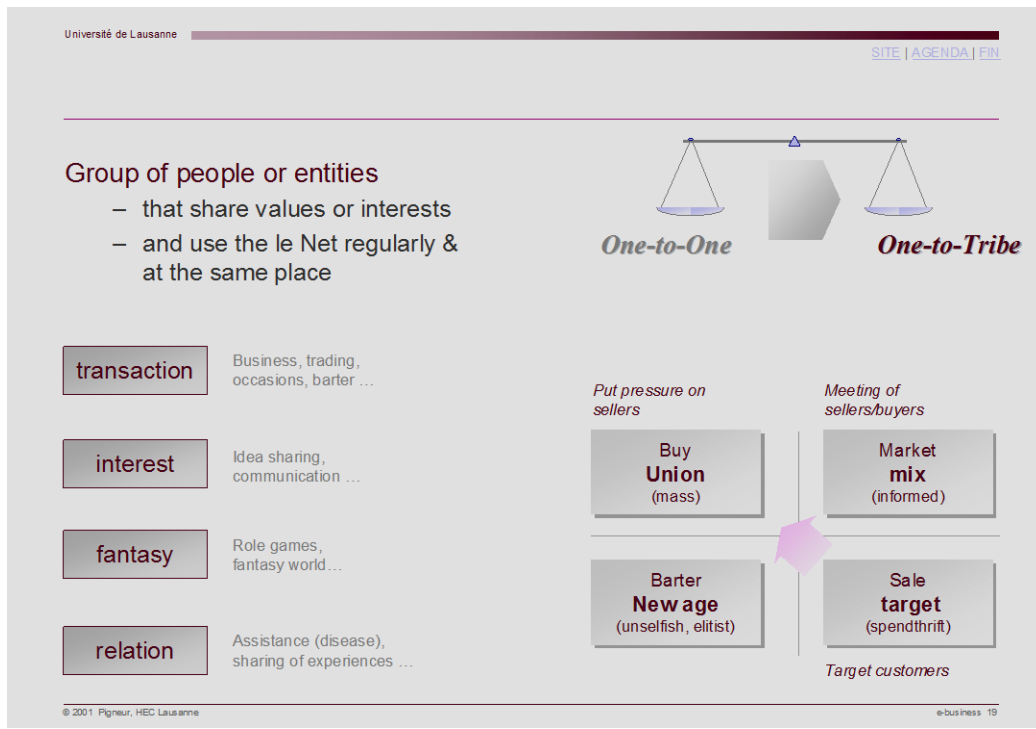 Université de Lausanne
SITE | AGENDA | FIN
Group of people or entities
– that share values or interests
– and use the le Net regularly &
at the same place
One-to-One
One-to-Tribe
transaction
Business, trading,
occasions, barter ...
interest
Idea sharing,
communication ...
fantasy
Role games,
fantasy world...
relation
Assistance (disease),
sharing of experiences ...
Put pressure on
sellers
Meeting of
sellers/buyers
Buy
Union
(mass)
Market
mix
(informed)
Barter
New age
(unselfish, elitist)
Sale
target
(spendthrift)
Target customers
© 2001 Pigneur, HEC Lausanne
e-business 19